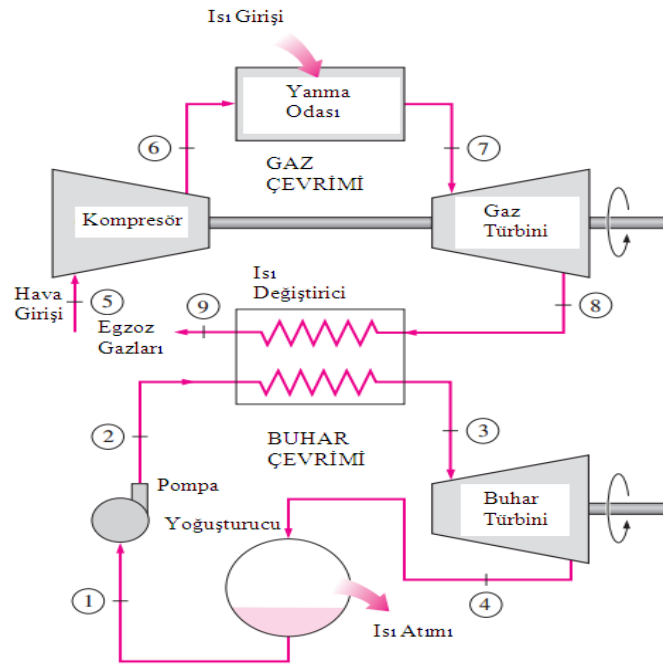 Isı Girişi
Yanma
Odası
6
7
GAZ
ÇEVRİMİ
Kompresör
Gaz
Türbini
Isı
Değiştirici
Hava
Girişi
5
9
8
Egzoz
Gazları
2
3
BUHAR
ÇEVRİMİ
Pompa
Buhar
Türbini
Yoğuşturucu
1
4
Isı Atımı